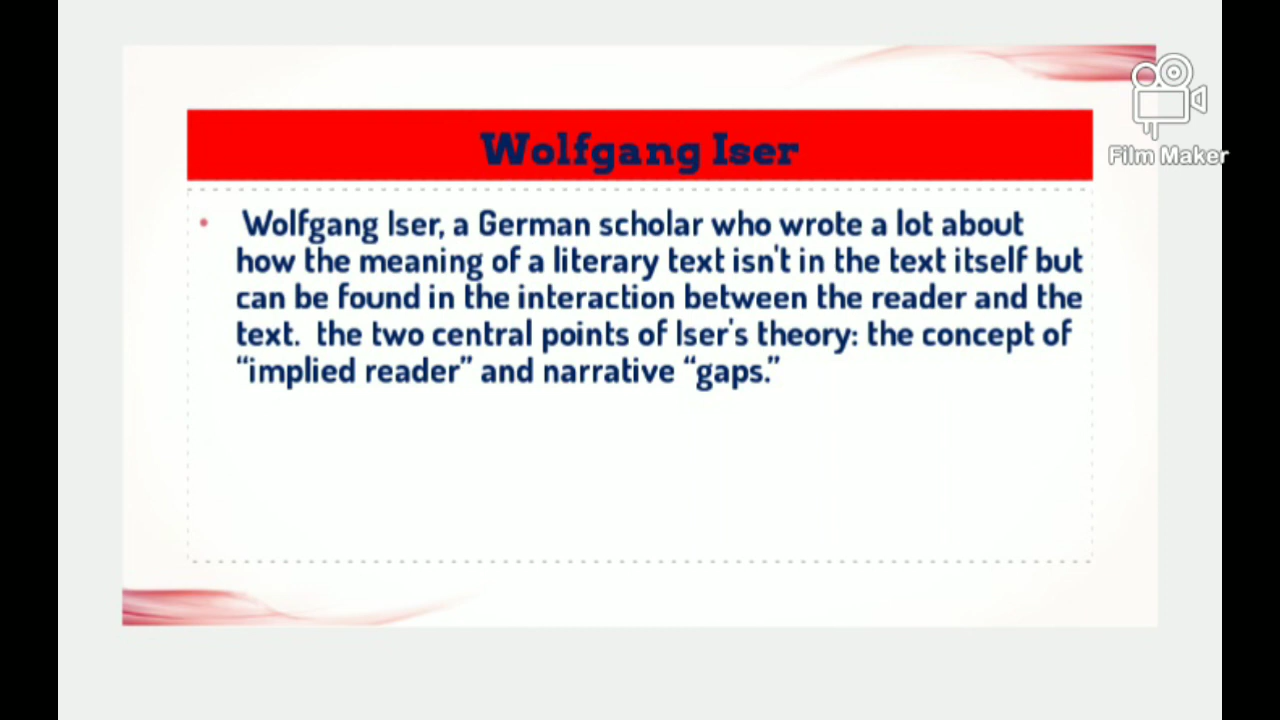 Wolfgang Iser
Film Maker
• Wolfgang Iser, a German scholar who wrote a lot about
how the meaning of a literary text isn't in the text itself but
can be found in the interaction between the reader and the
text.  the two central points of Iser's theory: the concept of
“implied reader” and narrative “gaps.”